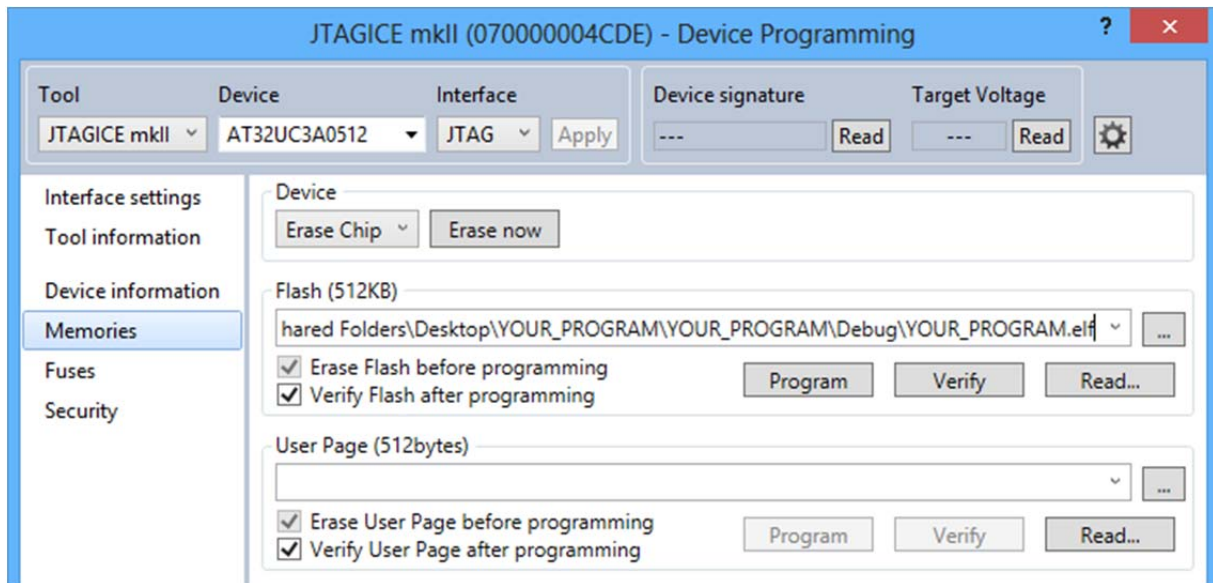 JTAGICE mkII (070000004CDE) - Device Programming ? ×
Tool Device Interface Device signature Target Voltage
JTAGICE mkII AT32UC3A0512 JTAG Apply --- Read --- Read
Interface settings
Tool information
Device information
Memories
Fuses
Security
Device
Erase Chip Erase now
Flash (512KB)
hared Folders\Desktop\YOUR_PROGRAM\YOUR_PROGRAM\Debug\YOUR_PROGRAM.elf ...
Erase Flash before programming
Verify Flash after programming
Program Verify Read...
User Page (512bytes)
...
Erase User Page before programming
Verify User Page after programming
Program Verify Read...